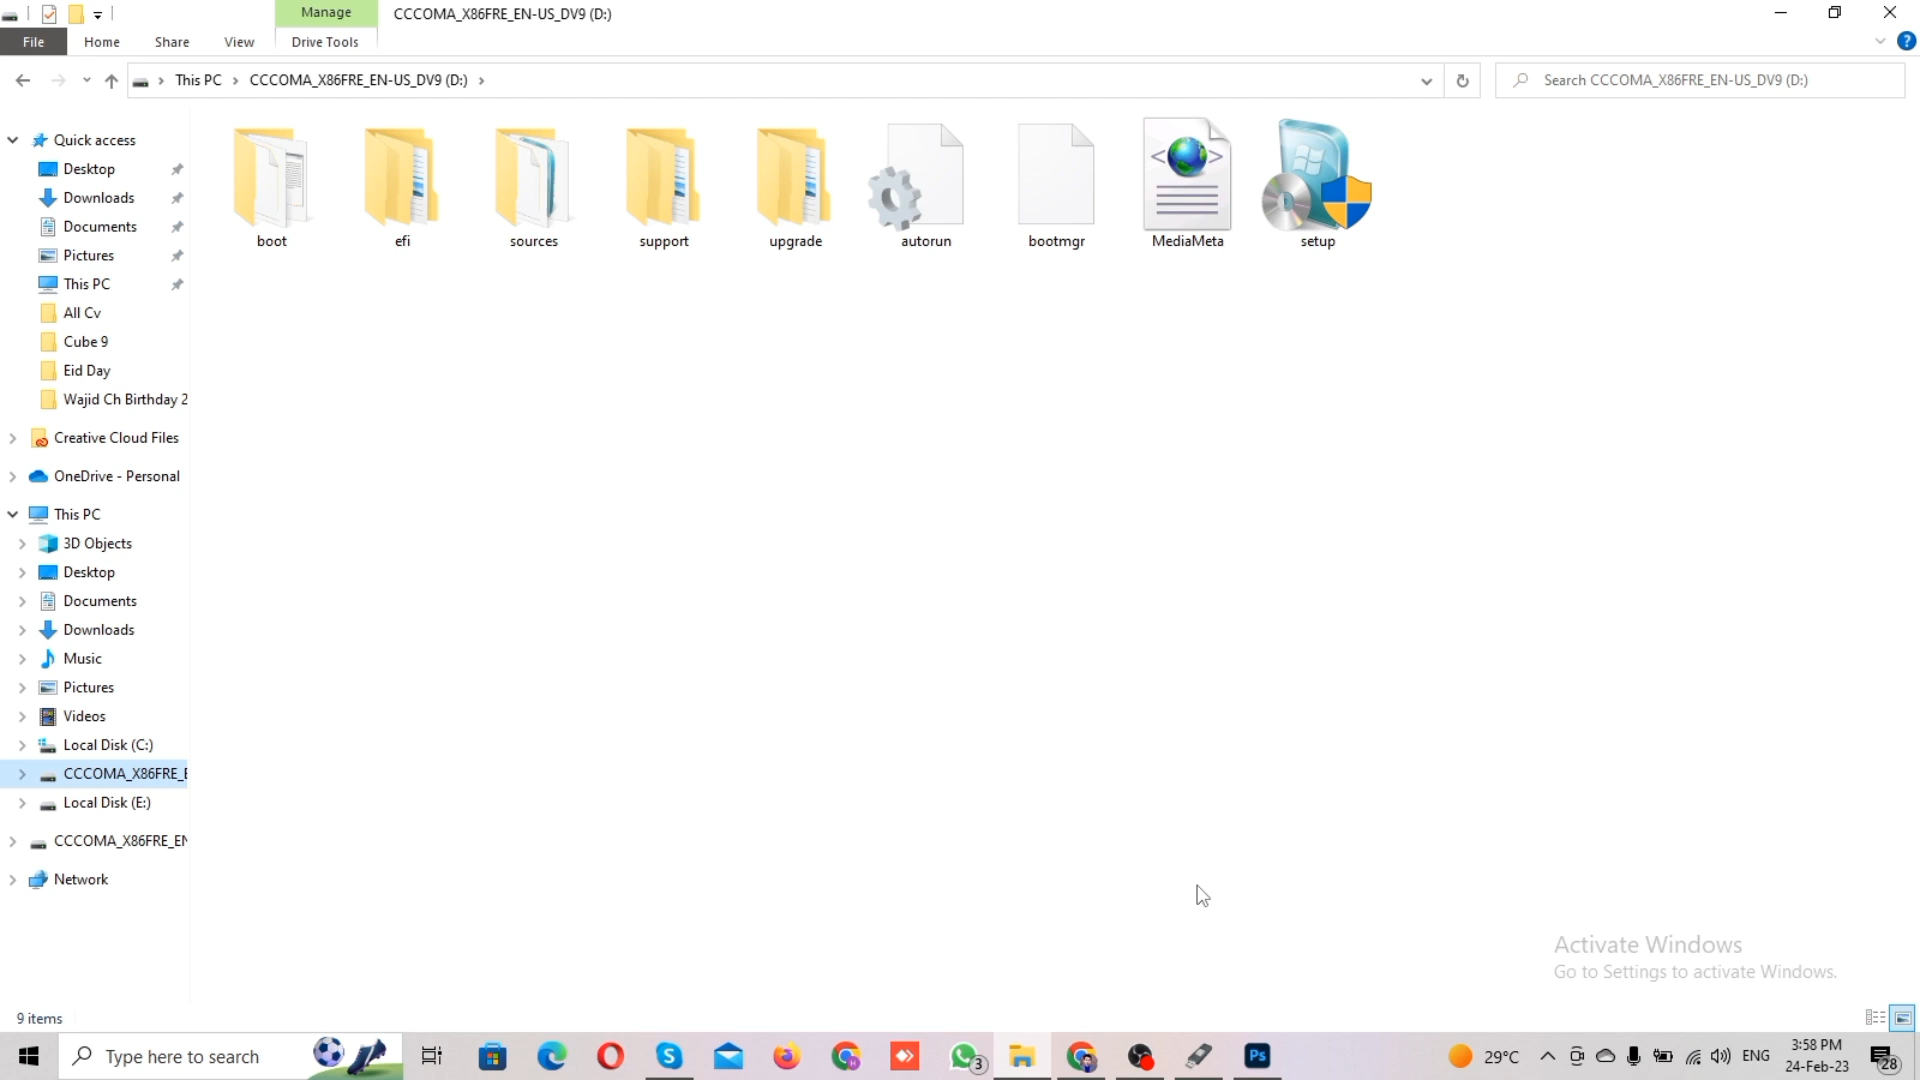 Manage
CCCOMA_X86FRE_EN-US_DV9 (D:)
File
Home
Share
View
Drive Tools
This PC
CCCOMA_X86FRE_EN-US_DV9 (D:)
Search CCCOMA_X86FRE_EN-US_DV9 (D:)
Quick access
Desktop
Downloads
Documents
Pictures
This PC
All Cv
Cube 9
Eid Day
Wajid Ch Birthday 2
Creative Cloud Files
OneDrive - Personal
This PC
3D Objects
Desktop
Documents
Downloads
Music
Pictures
Videos
Local Disk (C:)
CCCOMA_X86FRE_E
Local Disk (E:)
CCCOMA_X86FRE_EN
Network
boot
efi
sources
support
upgrade
autorun
bootmgr
MediaMeta
setup
Activate Windows
Go to Settings to activate Windows.
9 items
Type here to search
3
Ps
29°C
ENG
3:58 PM
24-Feb-23
28